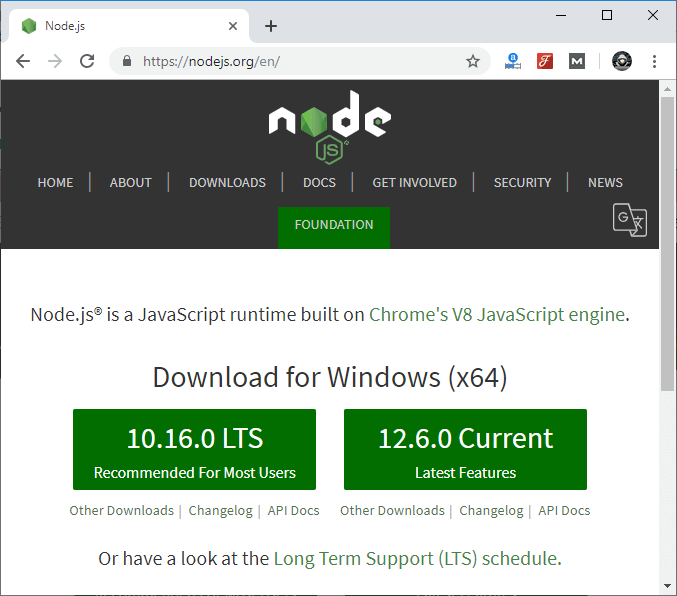 Node.js
https://nodejs.org/en/
node
JS
HOME | ABOUT | DOWNLOADS | DOCS | GET INVOLVED | SECURITY | NEWS
FOUNDATION
Node.js® is a JavaScript runtime built on Chrome's V8 JavaScript engine.
Download for Windows (x64)
10.16.0 LTS
Recommended For Most Users
12.6.0 Current
Latest Features
Other Downloads | Changelog | API Docs
Other Downloads | Changelog | API Docs
Or have a look at the Long Term Support (LTS) schedule.